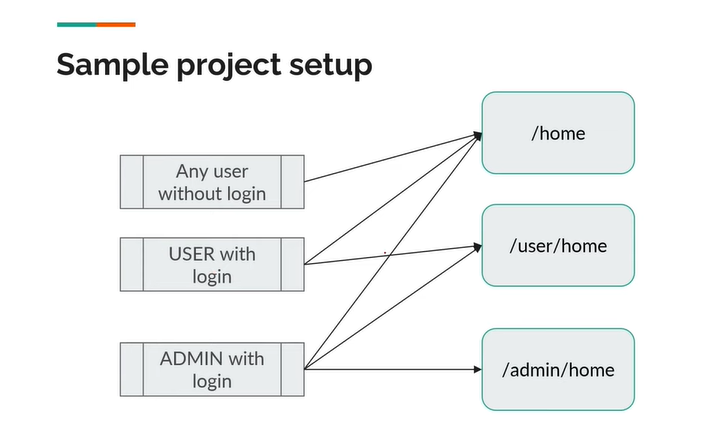 Sample project setup
/home
Any user
without login
USER with
login
/user/home
ADMIN with
login
/admin/home